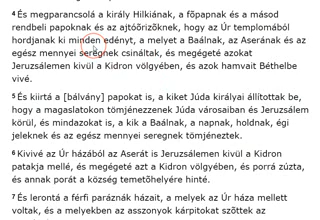 4 És megparancsolá a király Hilkiának, a főpapnak és a másod
rendbeli papoknak és az ajtóőrizőknek, hogy az Úr templomából
hordjanak ki minden edényt, a melyet a Baálnak, az Aserának és az
egész mennyei seregnek csináltak, és megégeté azokat
Jeruzsálemen kivül a Kidron völgyében, és azok hamvait Béthelbe
vivé.
5 És kiirtá a [bálvány] papokat is, a kiket Júda királyai állítottak be,
hogy a magaslatokon tömjénezzenek Júda városaiban és Jeruzsálem
körül, és mindazokat is, a kik a Baálnak, a napnak, holdnak, égi
jeleknek és az egész mennyei seregnek tömjéneztek.
6 Kivivé az Úr házából az Aserát is Jeruzsálemen kivül a Kidron
patakja mellé, és megégeté azt a Kidron völgyében, és porrá zúzta,
és annak porát a község temetőhelyére hinté.
7 És lerontá a férfi paráznák házait, a melyek az Úr háza mellett
voltak, és a melyekben az asszonyok kárpitokat szőttek az